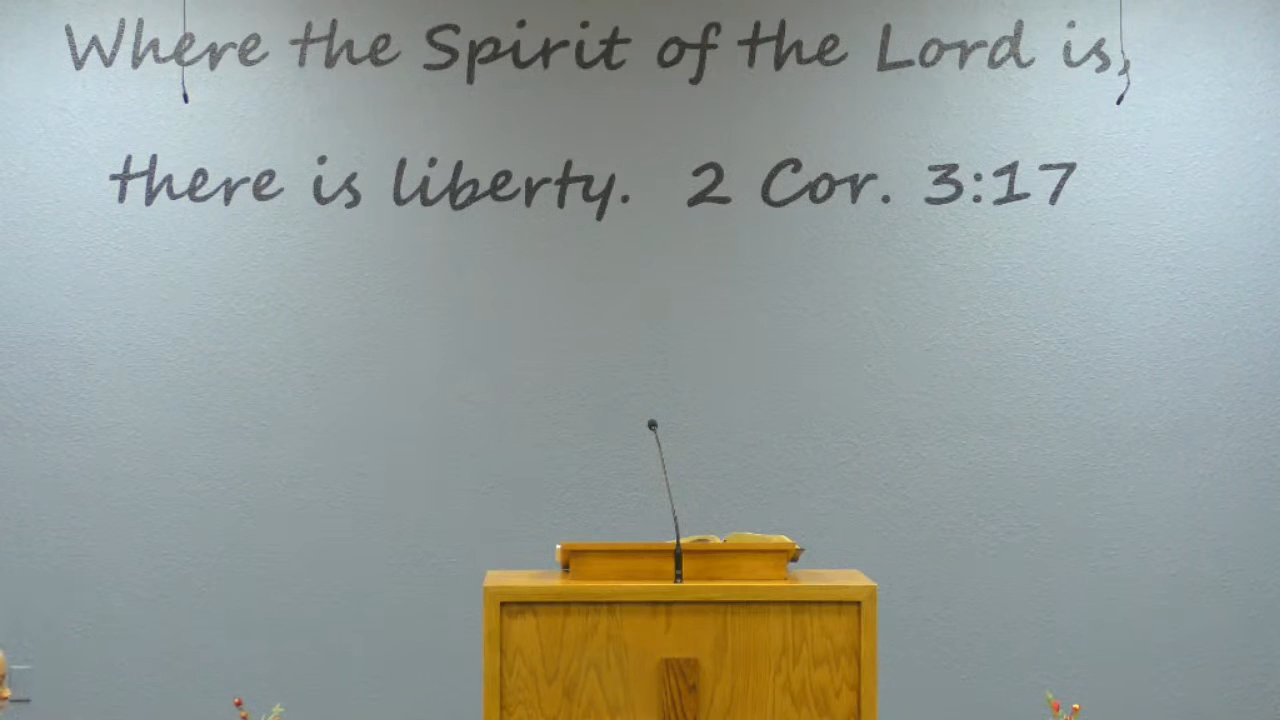 Where the Spirit of the Lord is,
there is liberty. 2 Cor. 3:17